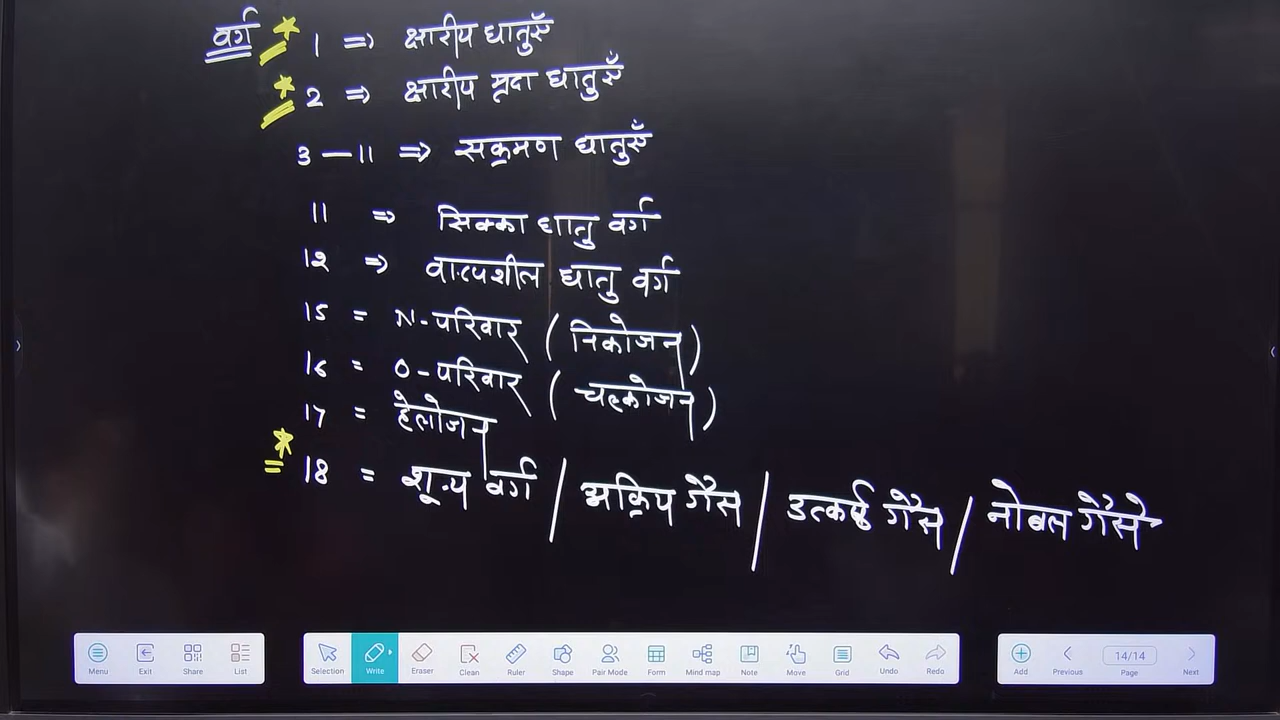 वर्ग * 1 => क्षारीय धातुएँ
* 2 => क्षारीय मृदा धातुएँ
3 — 11 => सक्रमण धातुएँ
11 => सिक्का धातु वर्ग
12 => वाष्पशील धातु वर्ग
15 = N-परिवार ( निकोजन )
16 = O-परिवार ( चल्कोजन )
17 = हेलोजन
* 18 = शून्य वर्ग / अक्रिय गैस / उत्कर्ष गैस / नोबल गैसे
Menu Exit Share List Selection Write Eraser Clean Ruler Shape Pair Mode Form Mind map Note Move Grid Undo Redo Add Previous 14/14 Page Next